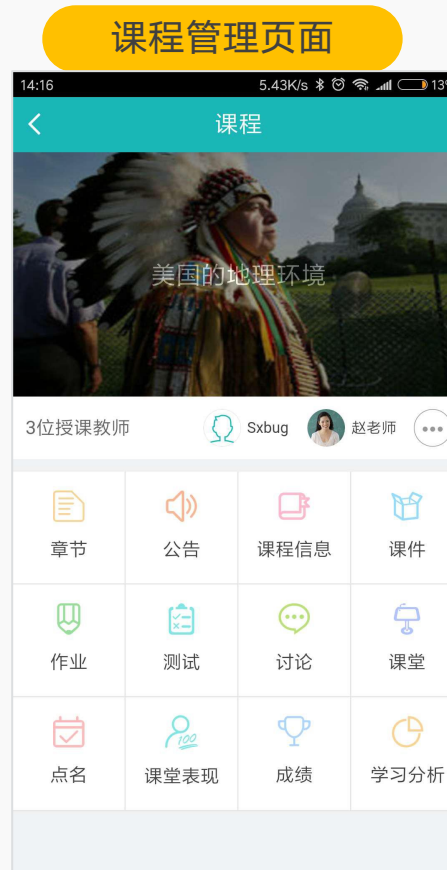 课程管理页面
14:16 5.43K/s 13%
课程
美国的地理环境
3位授课教师 Sxbug 赵老师
章节 公告 课程信息 课件
作业 测试 讨论 课堂
100
点名 课堂表现 成绩 学习分析